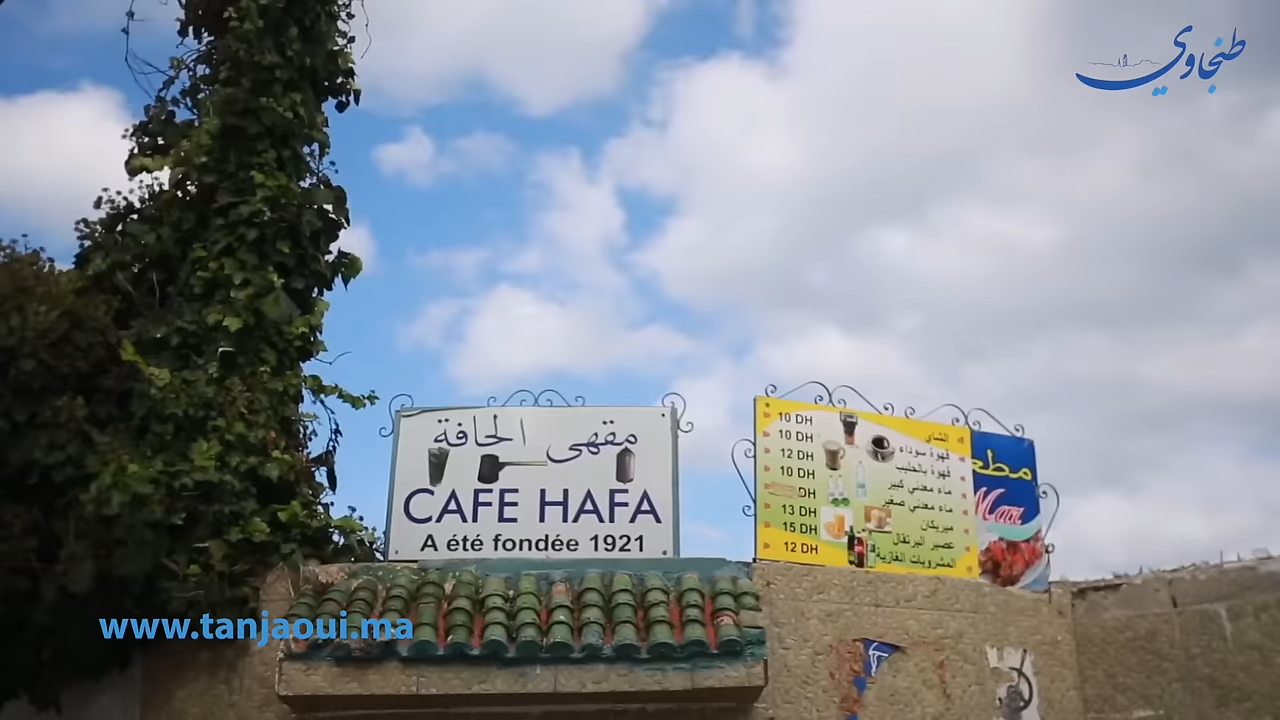 طنجاوي
مقهى الحافة
CAFE HAFA
A été fondée 1921
10 DH الشاي
10 DH قهوة سوداء
12 DH قهوة بالحليب
10 DH ماء معدني كبير
DH ماء معدني صغير
13 DH ميريكان
15 DH عصير البرتقال
12 DH المشروبات الغازية
مطع
www.tanjaoui.ma